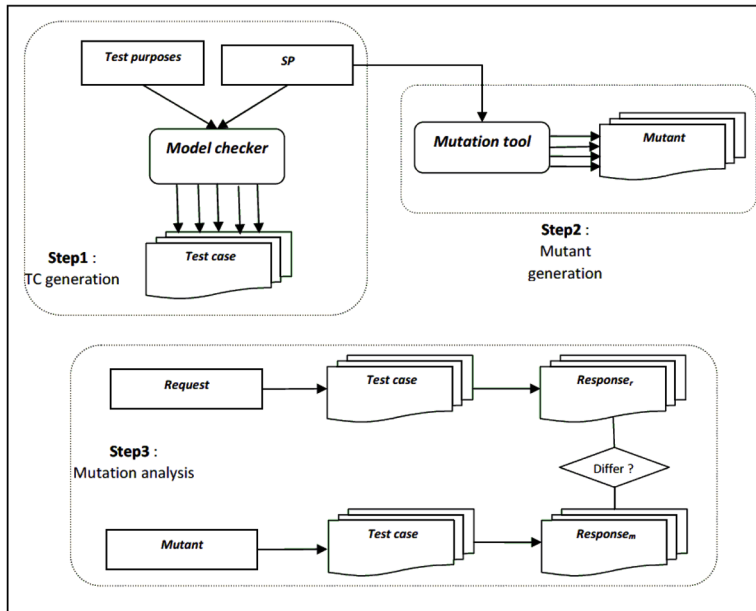 Test purposes
SP
Model checker
Mutation tool
Mutant
Step1 :
TC generation
Test case
Step2 :
Mutant
generation
Request
Test case
Responseᵣ
Step3 :
Mutation analysis
Differ ?
Mutant
Test case
Responseₘ